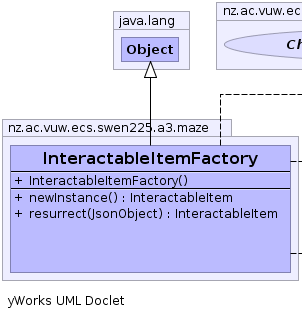 java.lang
nz.ac.vuw.ec
Object
Ch
nz.ac.vuw.ecs.swen225.a3.maze
InteractableItemFactory
+ InteractableItemFactory()
+ newInstance() : InteractableItem
+ resurrect(JsonObject) : InteractableItem
yWorks UML Doclet